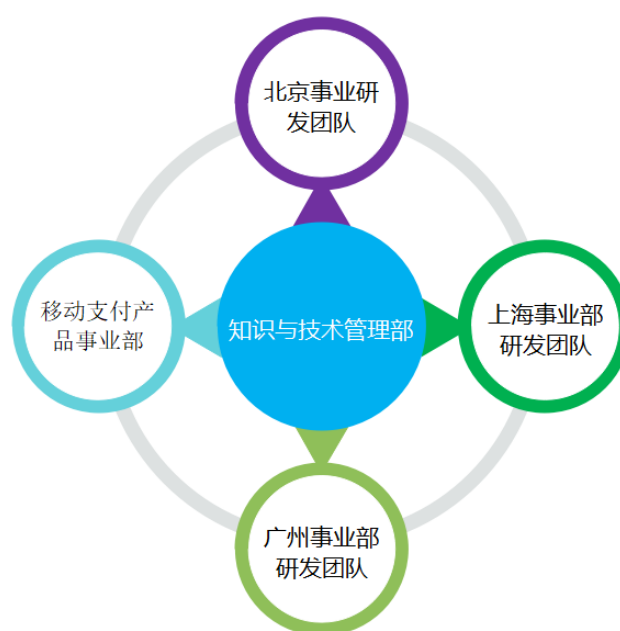 北京事业研
发团队
移动支付产
品事业部
知识与技术管理部
上海事业部
研发团队
广州事业部
研发团队